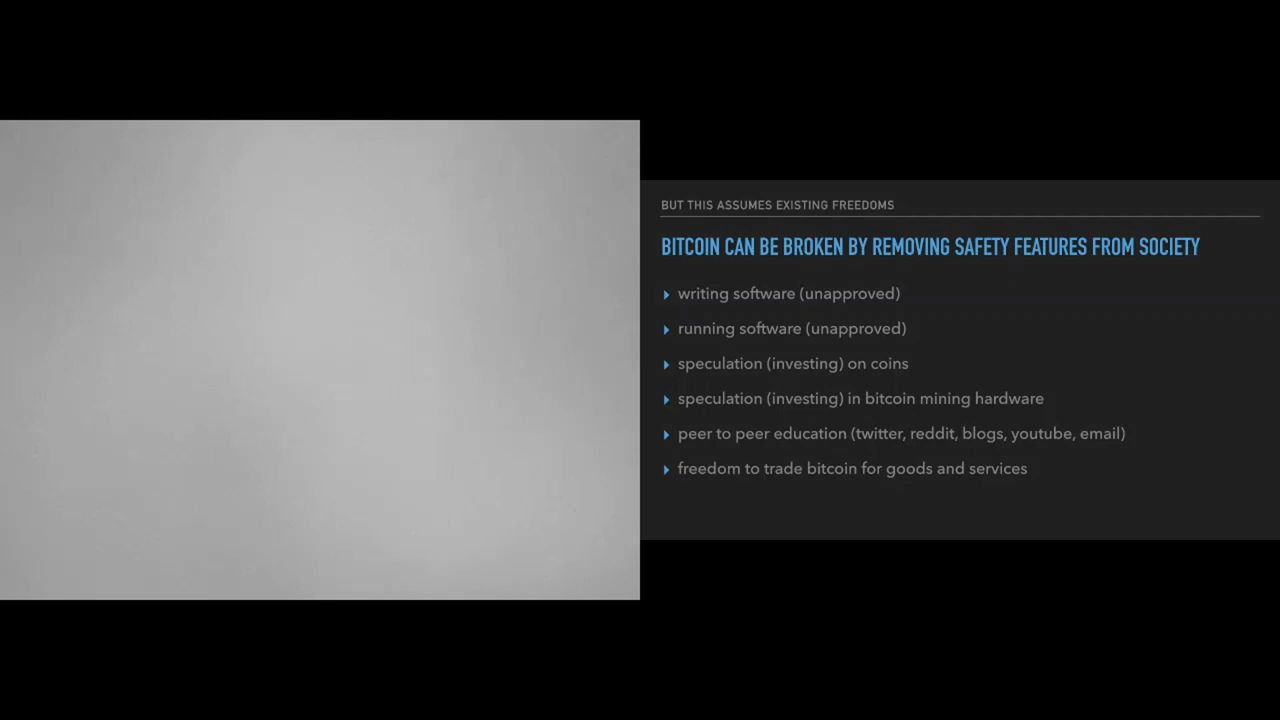 BUT THIS ASSUMES EXISTING FREEDOMS
BITCOIN CAN BE BROKEN BY REMOVING SAFETY FEATURES FROM SOCIETY
writing software (unapproved)
running software (unapproved)
speculation (investing) on coins
speculation (investing) in bitcoin mining hardware
peer to peer education (twitter, reddit, blogs, youtube, email)
freedom to trade bitcoin for goods and services